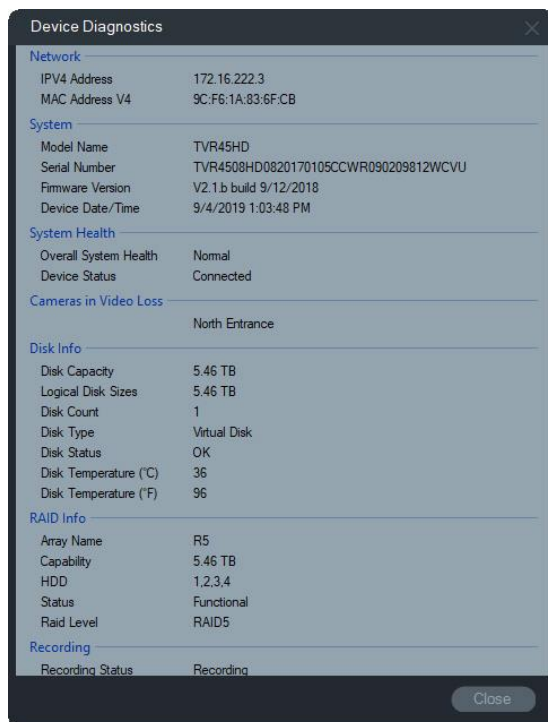 Device Diagnostics
Network
IPV4 Address 172.16.222.3
MAC Address V4 9C:F6:1A:83:6F:CB
System
Model Name TVR45HD
Serial Number TVR4508HD0820170105CCWR090209812WCVU
Firmware Version V2.1.b build 9/12/2018
Device Date/Time 9/4/2019 1:03:48 PM
System Health
Overall System Health Normal
Device Status Connected
Cameras in Video Loss
North Entrance
Disk Info
Disk Capacity 5.46 TB
Logical Disk Sizes 5.46 TB
Disk Count 1
Disk Type Virtual Disk
Disk Status OK
Disk Temperature (°C) 36
Disk Temperature (°F) 96
RAID Info
Array Name R5
Capability 5.46 TB
HDD 1,2,3,4
Status Functional
Raid Level RAID5
Recording
Recording Status Recording
Close